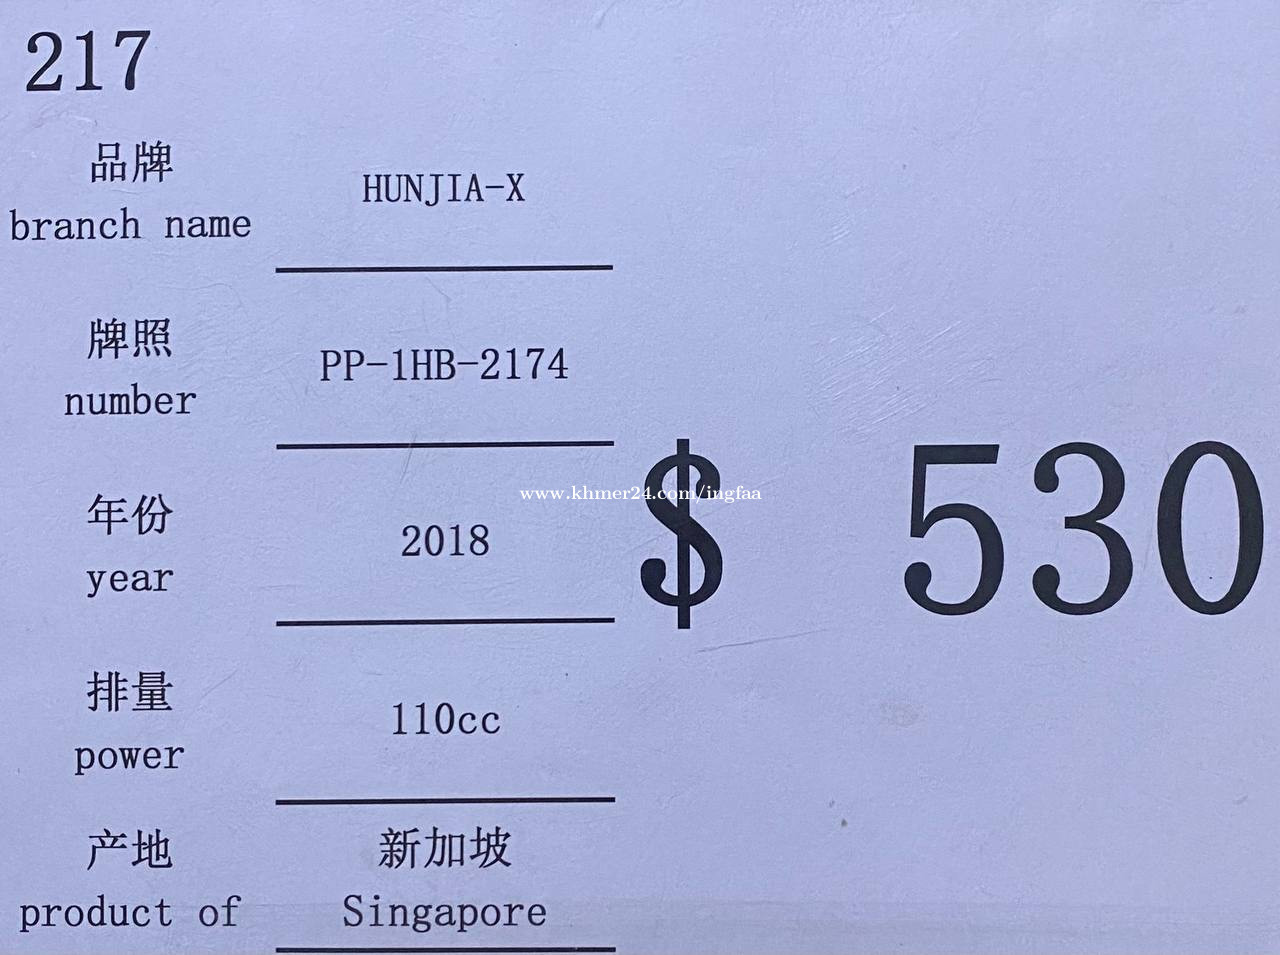 217
品牌
branch name
HUNJIA-X
牌照
number
PP-1HB-2174
年份
year
2018
$ 530
www.khmer24.com/ingfaa
排量
power
110cc
产地
product of
新加坡
Singapore